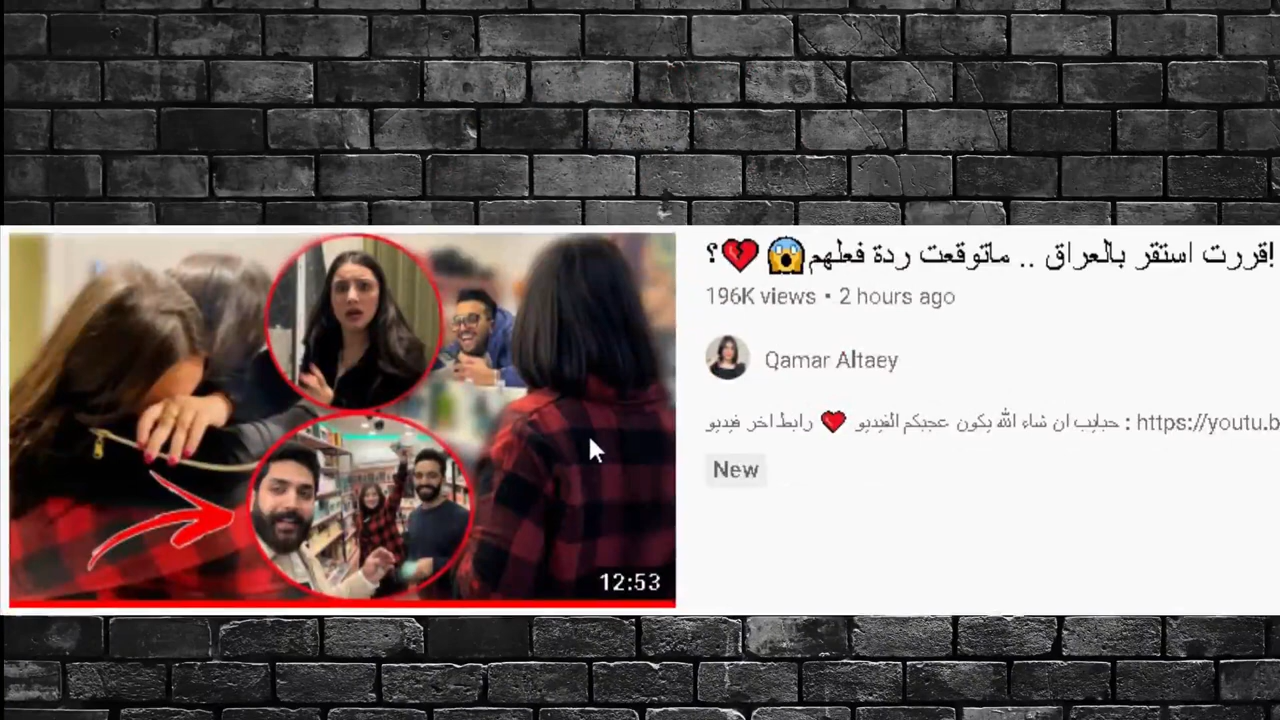 قررت استقر بالعراق .. ماتوقعت ردة فعلهم😱💔؟!
196K views • 2 hours ago
Qamar Altaey
حبايب ان شاء الله يكون عجبكم الفيديو ❤️ رابط اخر فيديو : https://youtu.b
New
12:53